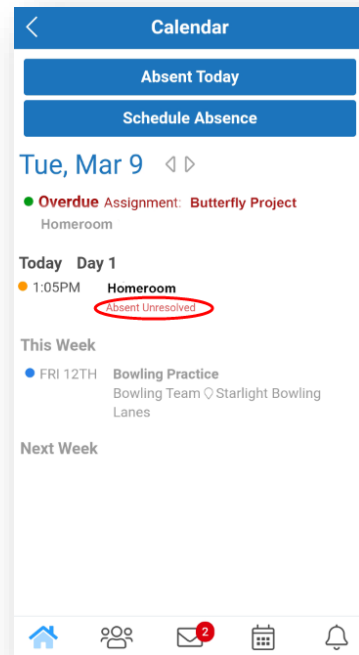 Calendar
Absent Today
Schedule Absence
Tue, Mar 9
Overdue Assignment: Butterfly Project
Homeroom
Today Day 1
1:05PM Homeroom
Absent Unresolved
This Week
FRI 12TH Bowling Practice
Bowling Team Starlight Bowling
Lanes
Next Week
2